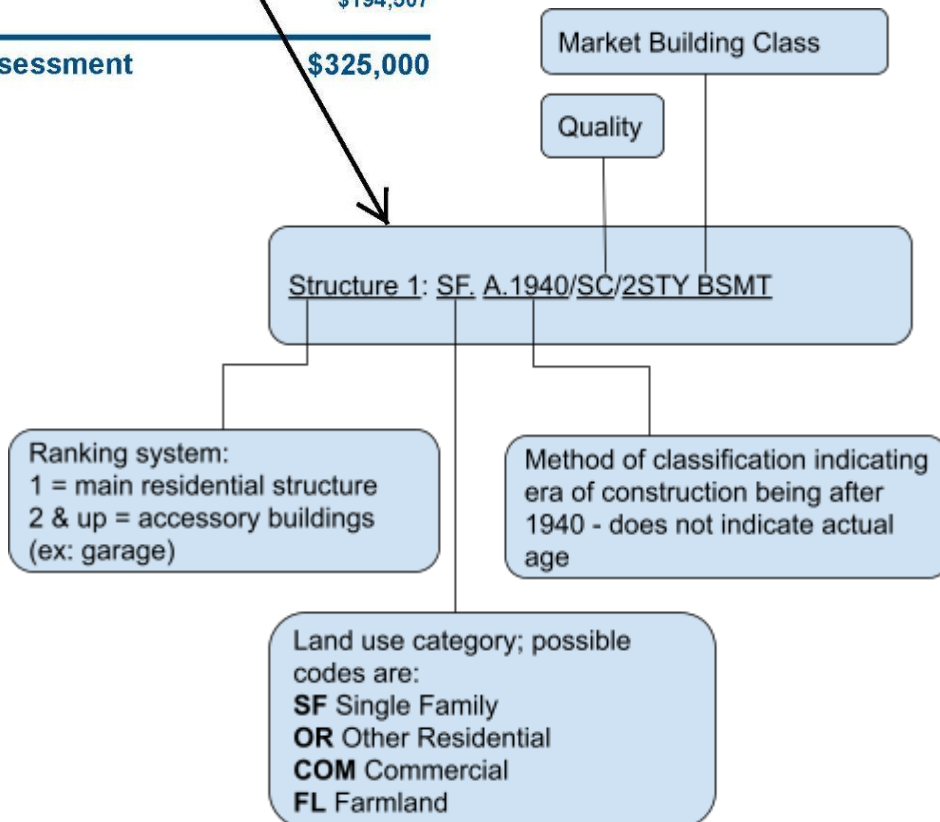 $194,507
sessment $325,000
Market Building Class
Quality
Structure 1: SF. A.1940/SC/2STY BSMT
Ranking system:
1 = main residential structure
2 & up = accessory buildings
(ex: garage)
Method of classification indicating
era of construction being after
1940 - does not indicate actual
age
Land use category; possible
codes are:
SF Single Family
OR Other Residential
COM Commercial
FL Farmland